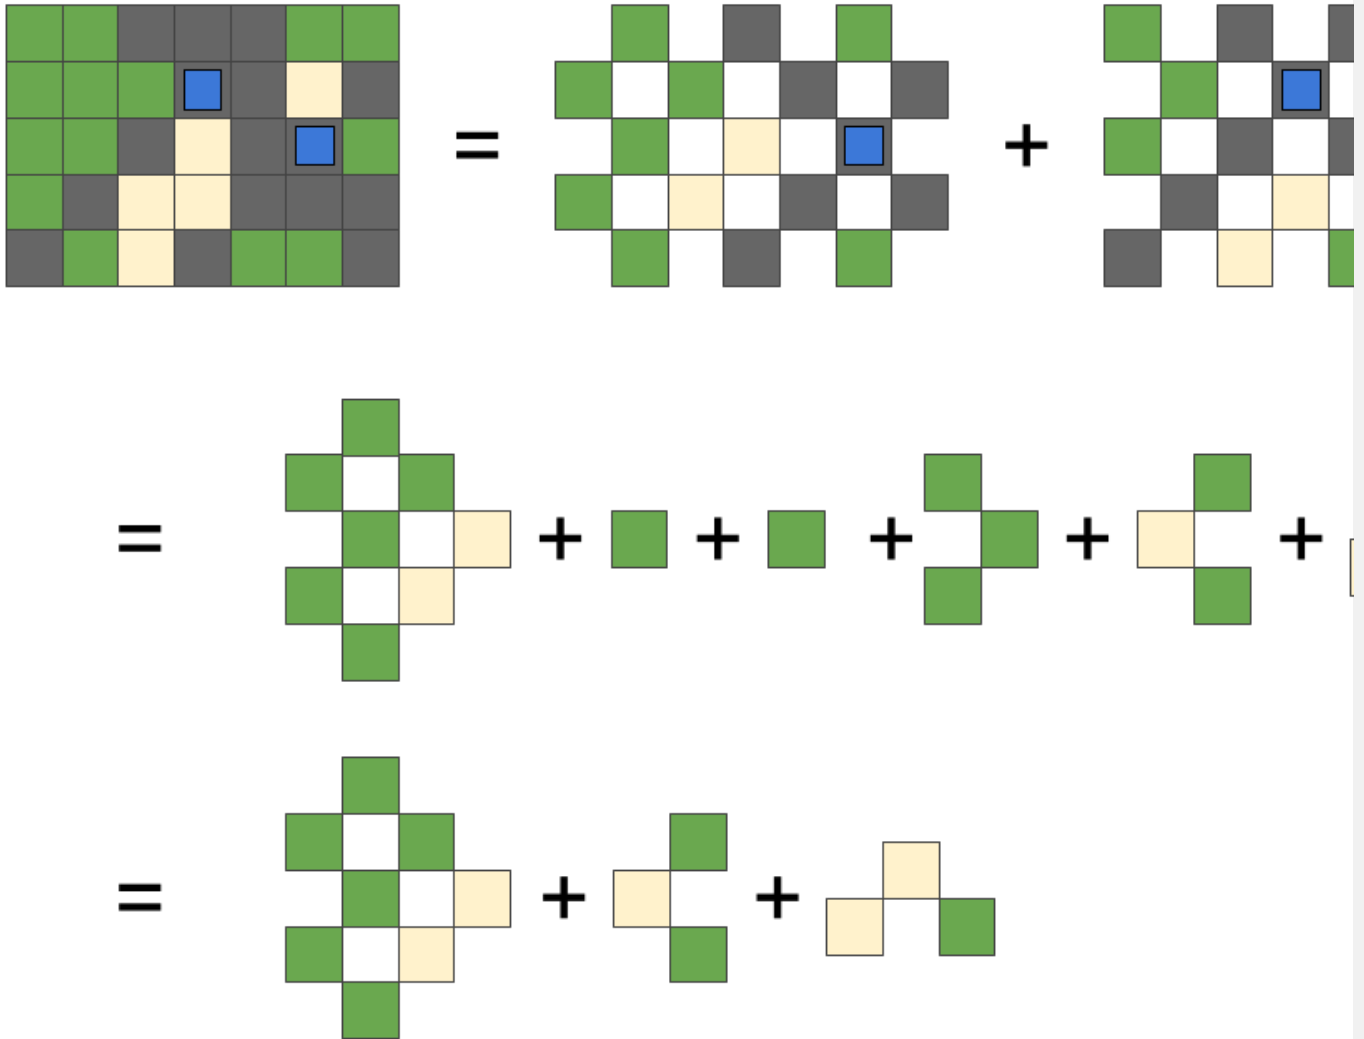 = +
= + + + + +
= + +